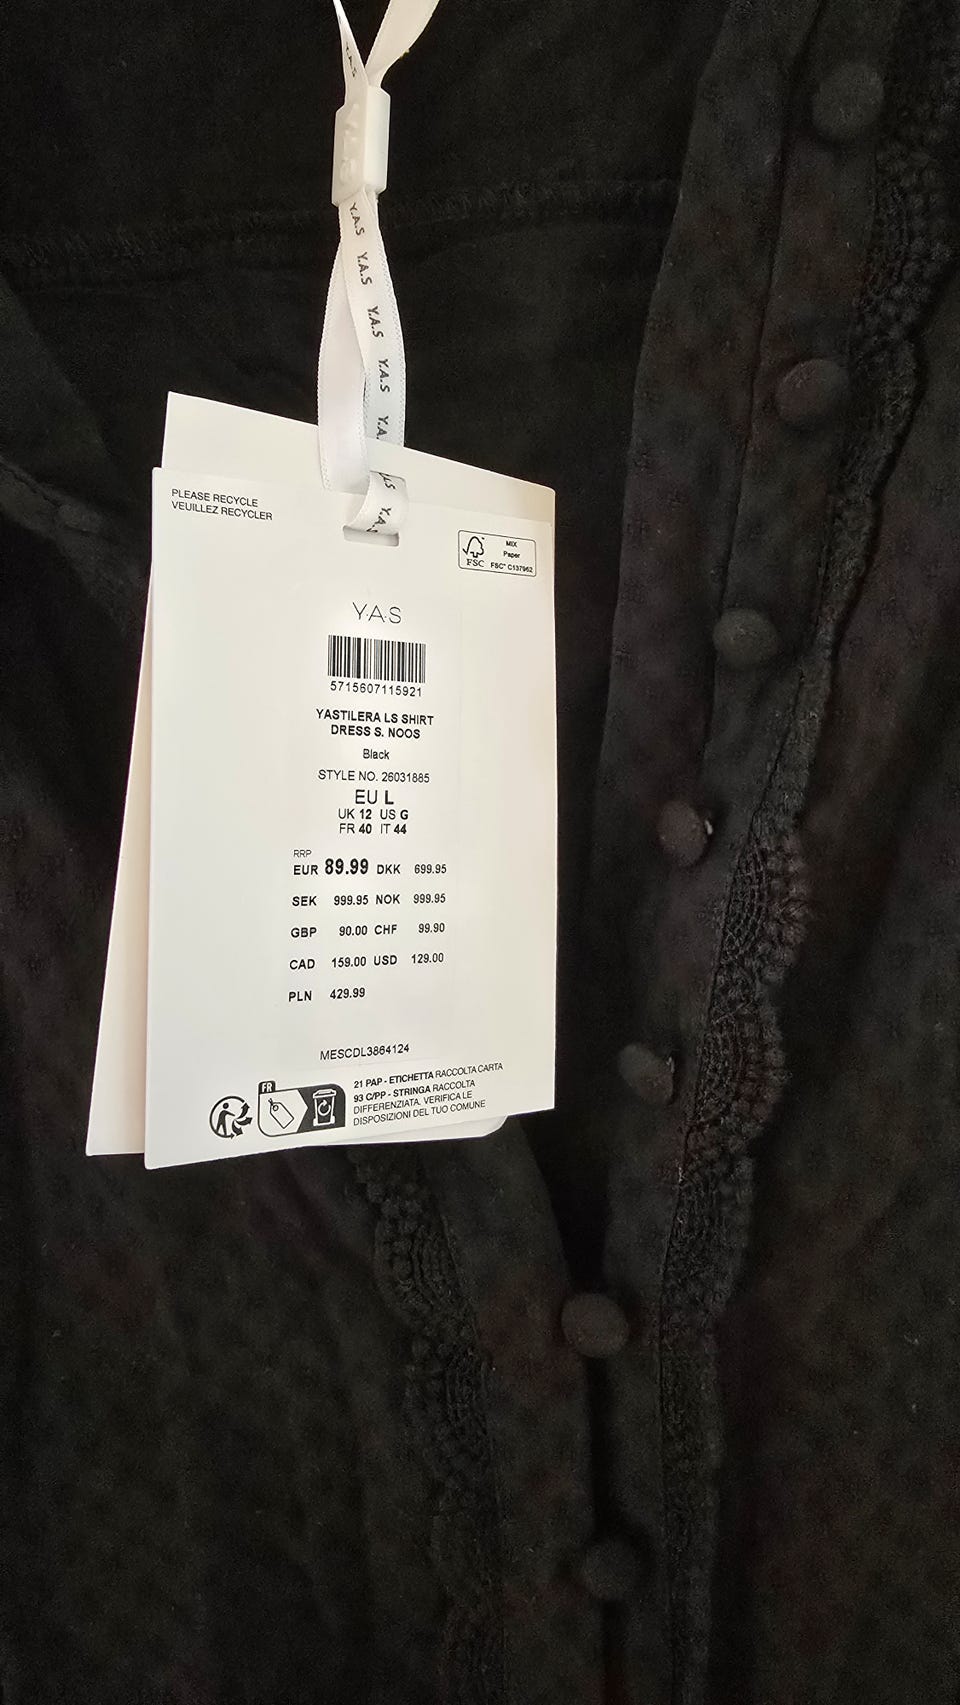 Y.A.S
Y.A.S
Y.A.S
Y.A.S
Y.A.S
PLEASE RECYCLE
VEUILLEZ RECYCLER
MIX
Paper
FSC
FSC® C137962
Y.A.S
5715607115921
YASTILERA LS SHIRT
DRESS S. NOOS
Black
STYLE NO. 26031885
EU L
UK 12 US G
FR 40 IT 44
RRP
EUR 89.99 DKK 699.95
SEK 999.95 NOK 999.95
GBP 90.00 CHF 99.90
CAD 159.00 USD 129.00
PLN 429.99
MESCDL3864124
FR
21 PAP - ETICHETTA RACCOLTA CARTA
93 C/PP - STRINGA RACCOLTA
DIFFERENZIATA. VERIFICA LE
DISPOSIZIONI DEL TUO COMUNE